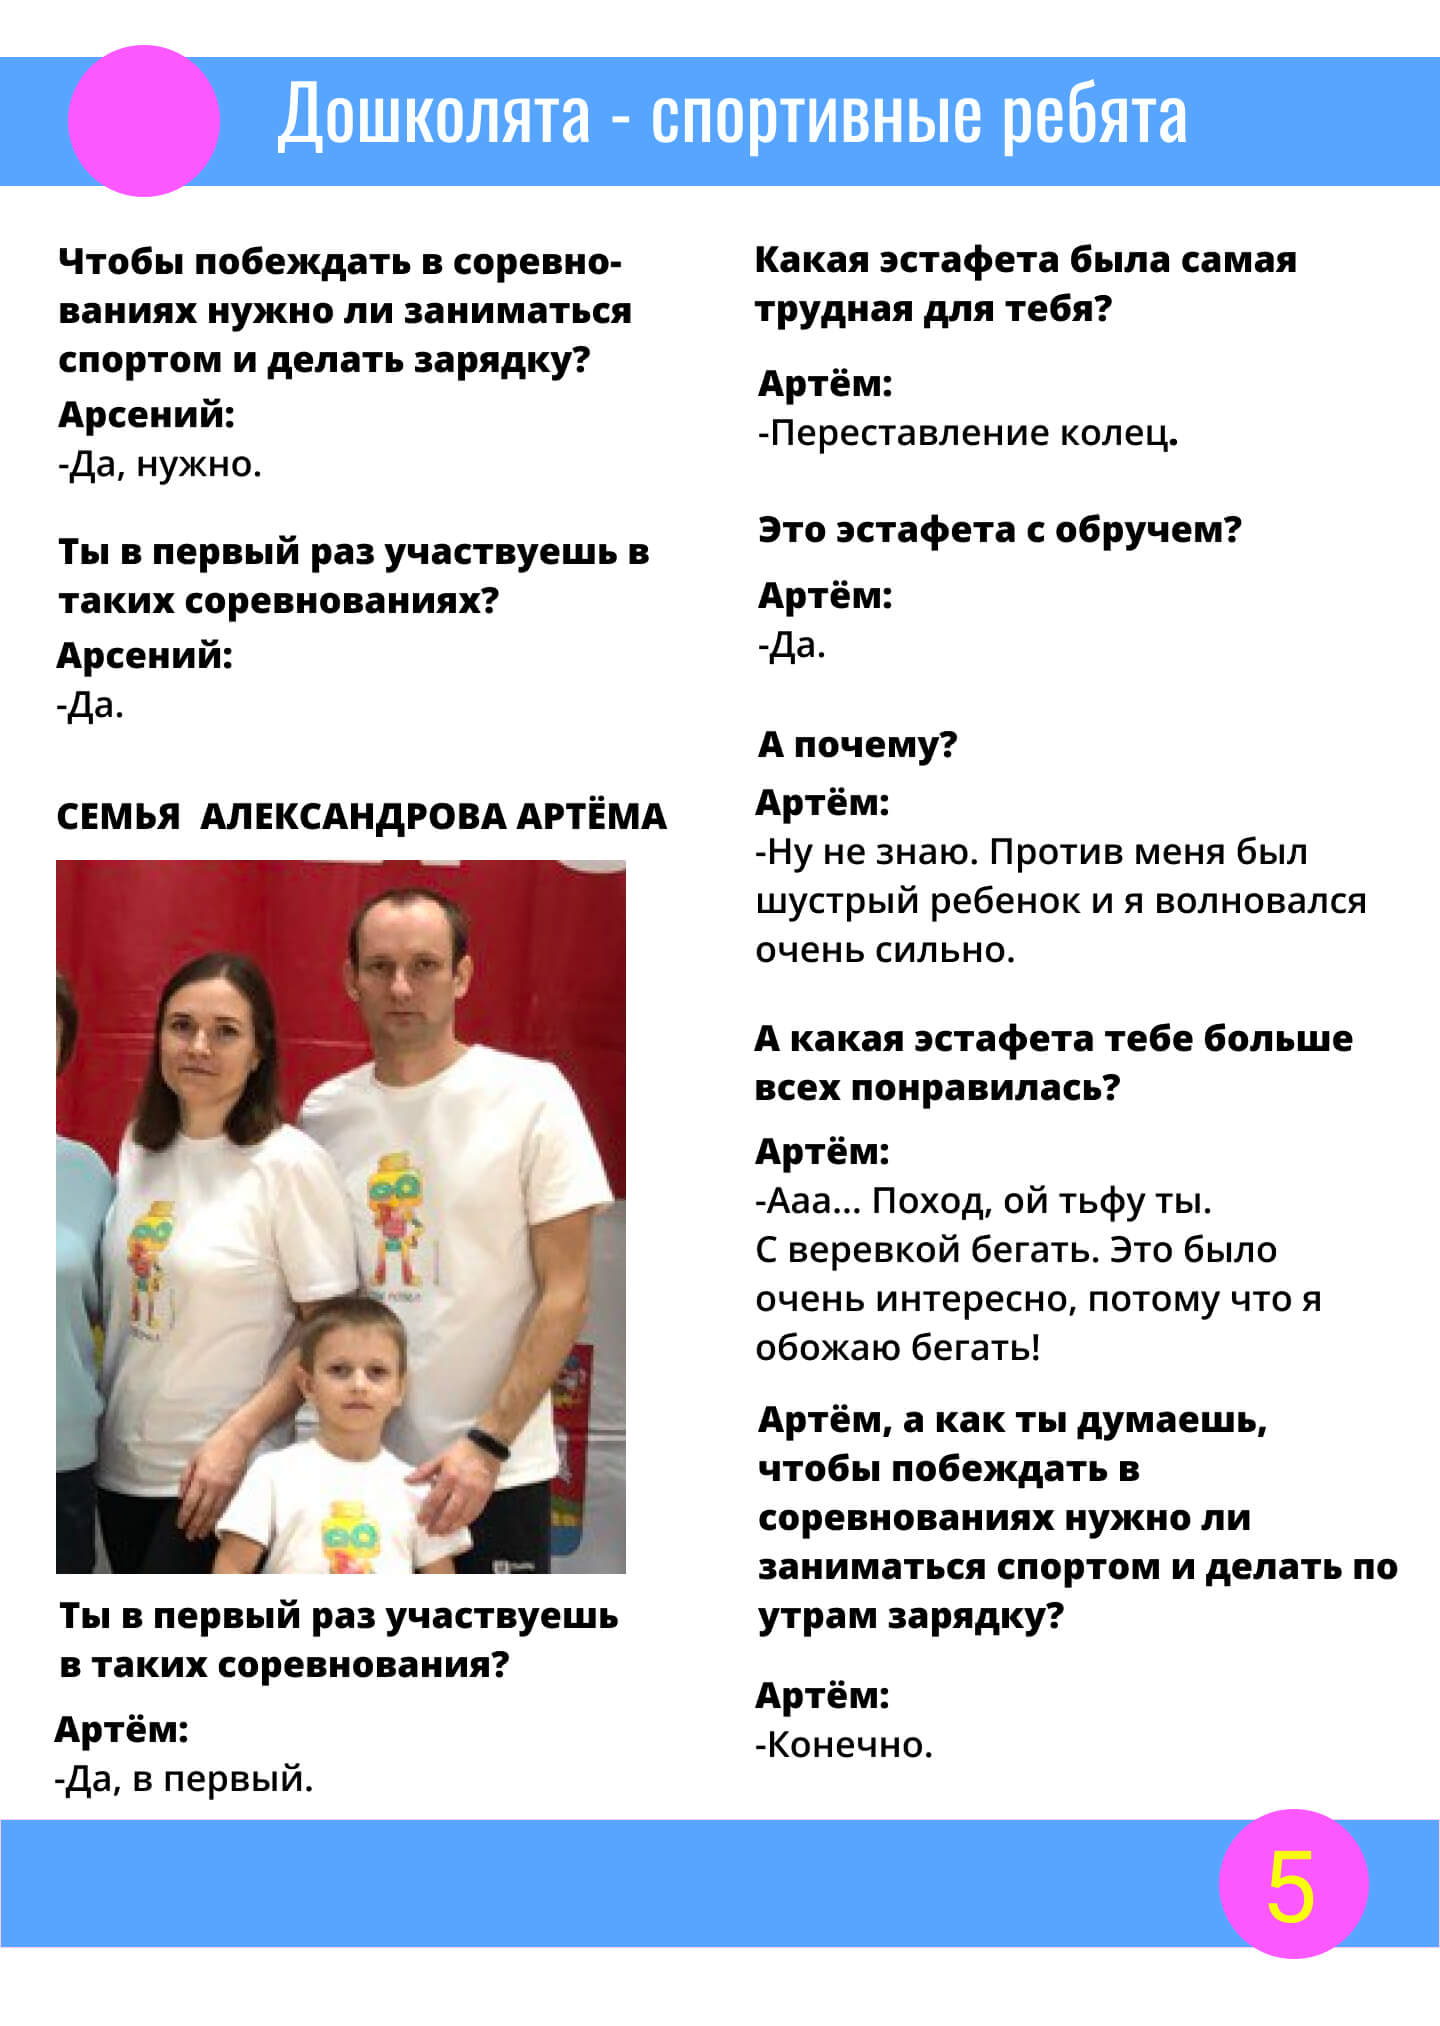 Дошколята - спортивные ребята
Чтобы побеждать в соревно-
ваниях нужно ли заниматься
спортом и делать зарядку?
Арсений:
-Да, нужно.
Ты в первый раз участвуешь в
таких соревнованиях?
Арсений:
-Да.
СЕМЬЯ  АЛЕКСАНДРОВА АРТЁМА
Ты в первый раз участвуешь
в таких соревнования?
Артём:
-Да, в первый.
Какая эстафета была самая
трудная для тебя?
Артём:
-Переставление колец.
Это эстафета с обручем?
Артём:
-Да.
А почему?
Артём:
-Ну не знаю. Против меня был
шустрый ребенок и я волновался
очень сильно.
А какая эстафета тебе больше
всех понравилась?
Артём:
-Ааа... Поход, ой тьфу ты.
С веревкой бегать. Это было
очень интересно, потому что я
обожаю бегать!
Артём, а как ты думаешь,
чтобы побеждать в
соревнованиях нужно ли
заниматься спортом и делать по
утрам зарядку?
Артём:
-Конечно.
5